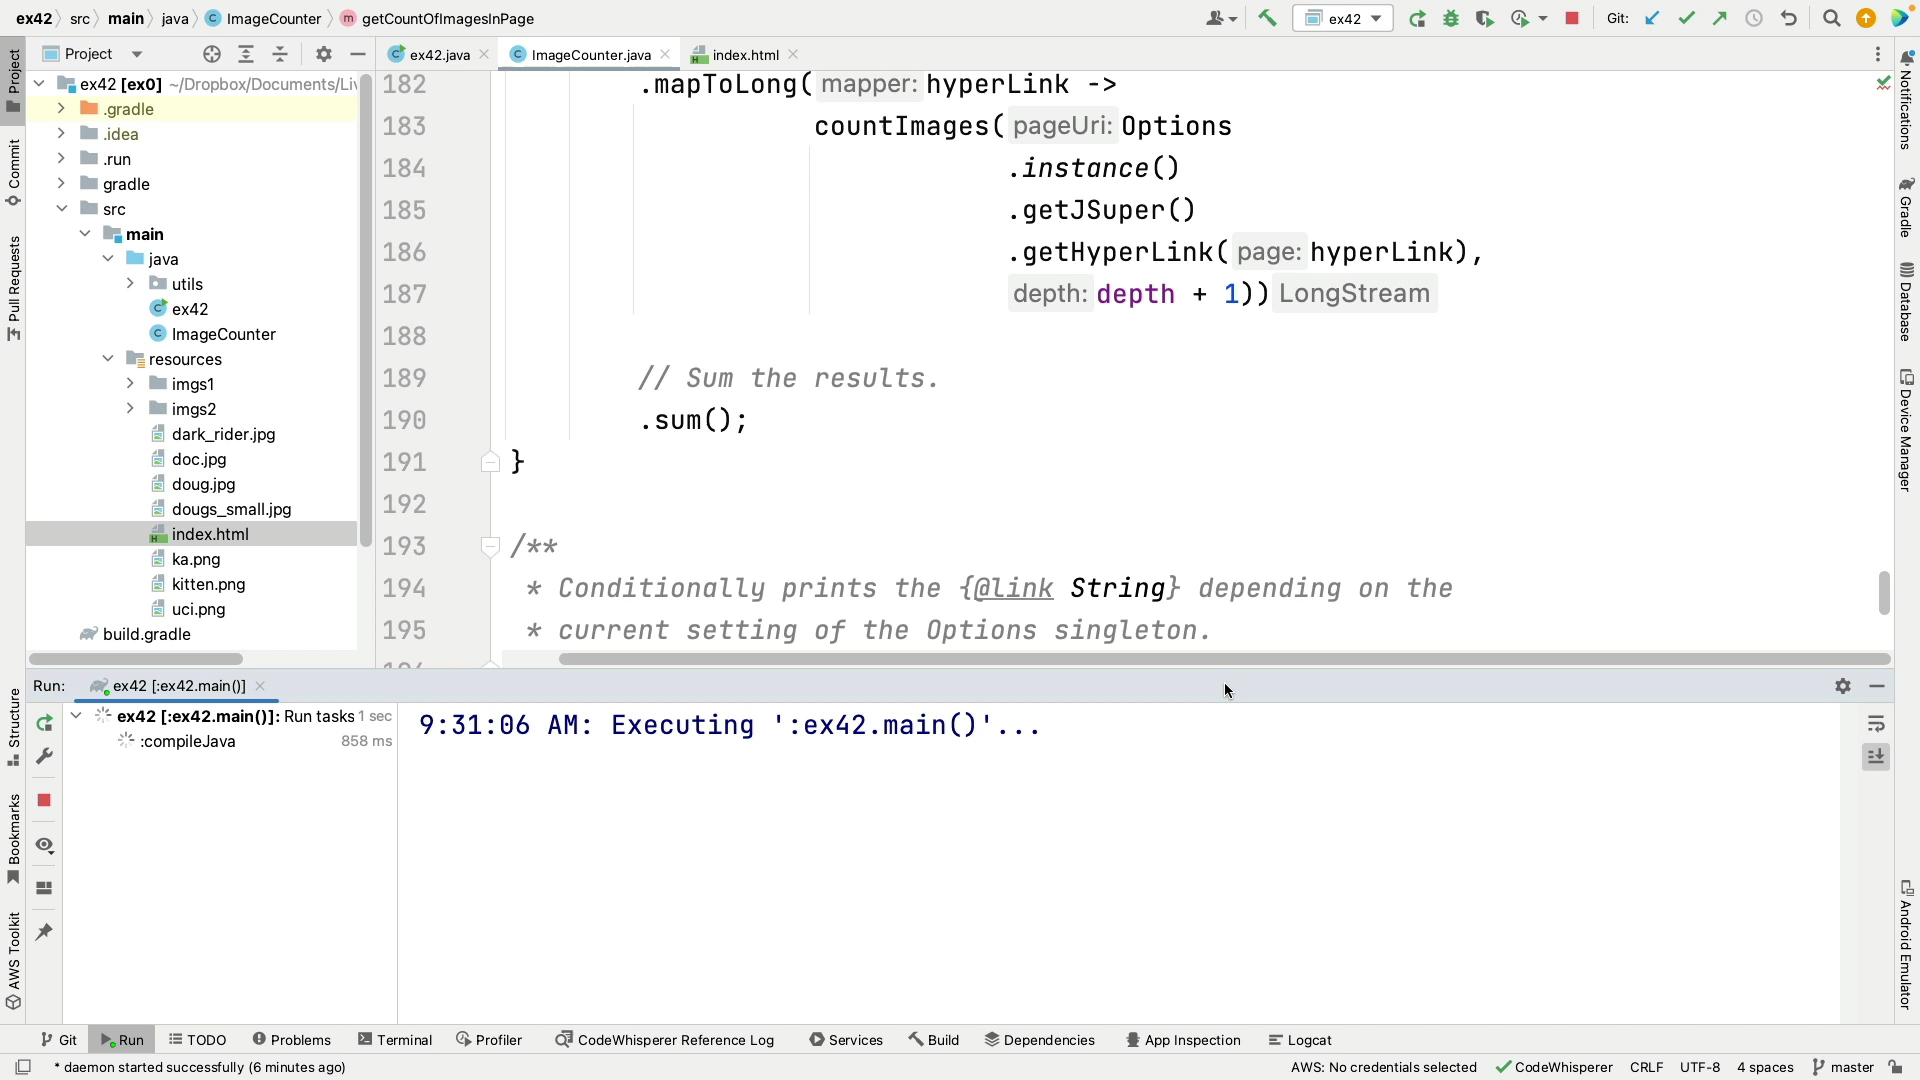 ex42 src main java ImageCounter getCountOfImagesInPage
ex42
Git:
Project
ex42.java
ImageCounter.java
index.html
ex42 [ex0] ~/Dropbox/Documents/Li
.gradle
.idea
.run
gradle
src
main
java
utils
ex42
ImageCounter
resources
imgs1
imgs2
dark_rider.jpg
doc.jpg
doug.jpg
dougs_small.jpg
index.html
ka.png
kitten.png
uci.png
build.gradle
182 .mapToLong( mapper: hyperLink ->
183 countImages( pageUri: Options
184 .instance()
185 .getJSuper()
186 .getHyperLink( page: hyperLink),
187 depth: depth + 1)) LongStream
188
189 // Sum the results.
190 .sum();
191 }
192
193 /**
194 * Conditionally prints the {@link String} depending on the
195 * current setting of the Options singleton.
Run: ex42 [:ex42.main()]
ex42 [:ex42.main()]: Run tasks 1 sec
:compileJava 858 ms
9:31:06 AM: Executing ':ex42.main()'...
Project
Commit
Pull Requests
Structure
Bookmarks
AWS Toolkit
Notifications
Gradle
Database
Device Manager
Android Emulator
Git Run TODO Problems Terminal Profiler CodeWhisperer Reference Log Services Build Dependencies App Inspection Logcat
* daemon started successfully (6 minutes ago) AWS: No credentials selected CodeWhisperer CRLF UTF-8 4 spaces master